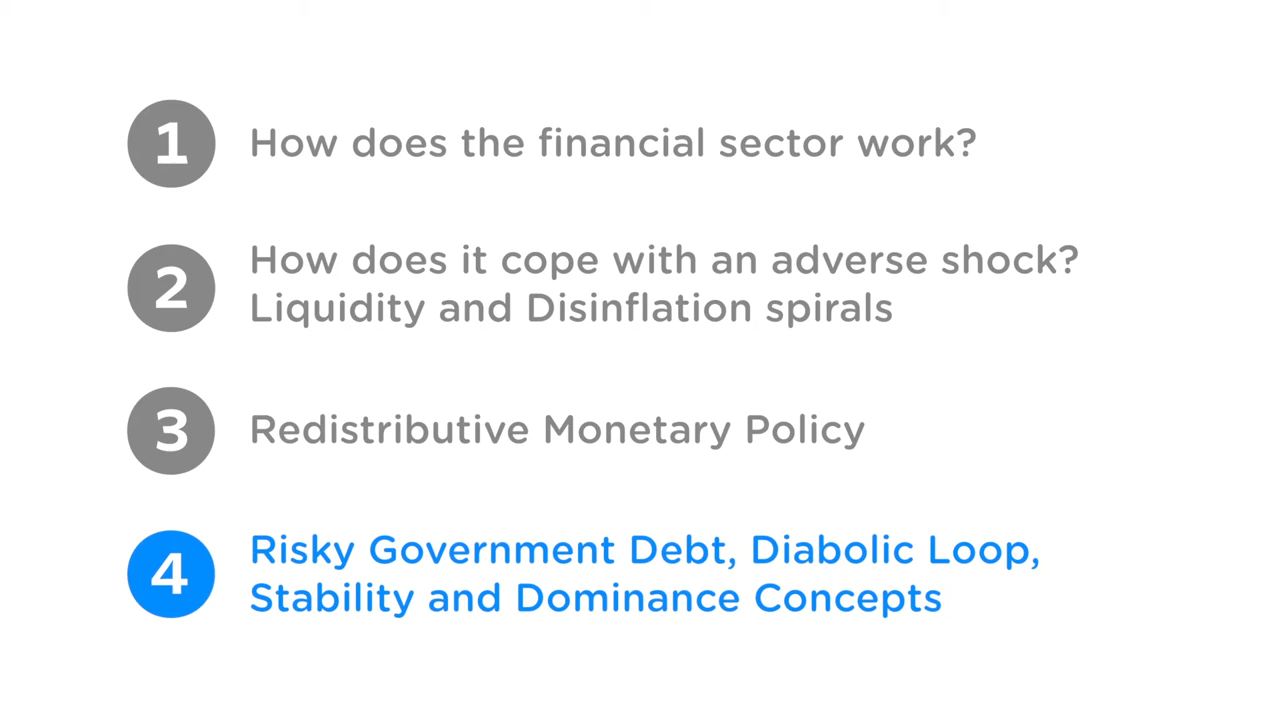 1 How does the financial sector work?
2 How does it cope with an adverse shock?
Liquidity and Disinflation spirals
3 Redistributive Monetary Policy
4 Risky Government Debt, Diabolic Loop,
Stability and Dominance Concepts